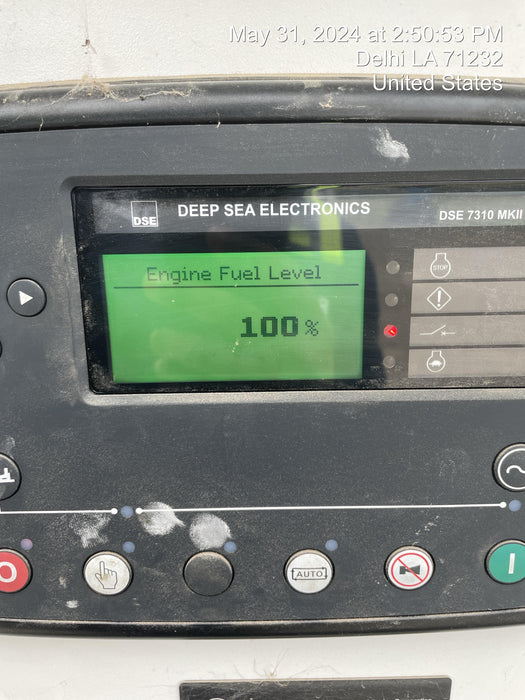 May 31, 2024 at 2:50:53 PM
Delhi LA 71232
United States
DSE
DEEP SEA ELECTRONICS
DSE 7310 MKII
Engine Fuel Level
100 %
STOP
AUTO